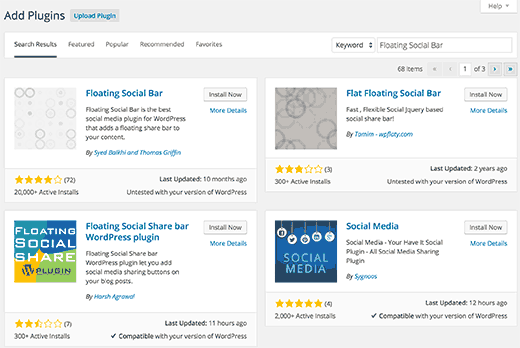 Help
Add Plugins Upload Plugin
Search Results Featured Popular Recommended Favorites Keyword Floating Social Bar
68 items « ‹ 1 of 3 › »
Floating Social Bar
Install Now
More Details
Floating Social Bar is the best
social media plugin for WordPress
that adds a floating share bar to
your content.
By Syed Balkhi and Thomas Griffin
(72)
Last Updated: 10 months ago
20,000+ Active Installs
Untested with your version of WordPress
Flat Floating Social Bar
Install Now
More Details
Fast , Flexible Social Jquery based
social share bar!
By Tamim - wpflaty.com
(3)
Last Updated: 2 years ago
300+ Active Installs
Untested with your version of WordPress
FLOATING
SOCIAL
SHARE
PLUGIN
Floating Social Share bar
WordPress plugin
Install Now
More Details
Floating Social Share bar
WordPress plugin let you add
social media sharing buttons on
your blog posts.
By Harsh Agrawal
(7)
Last Updated: 11 hours ago
300+ Active Installs
✔ Compatible with your version of WordPress
SOCIAL
MEDIA
Social Media
Install Now
More Details
Social Media - Your Have It Social
Plugin - All Social Media Sharing
Plugin
By Sygnoos
(4)
Last Updated: 12 hours ago
2,000+ Active Installs
✔ Compatible with your version of WordPress